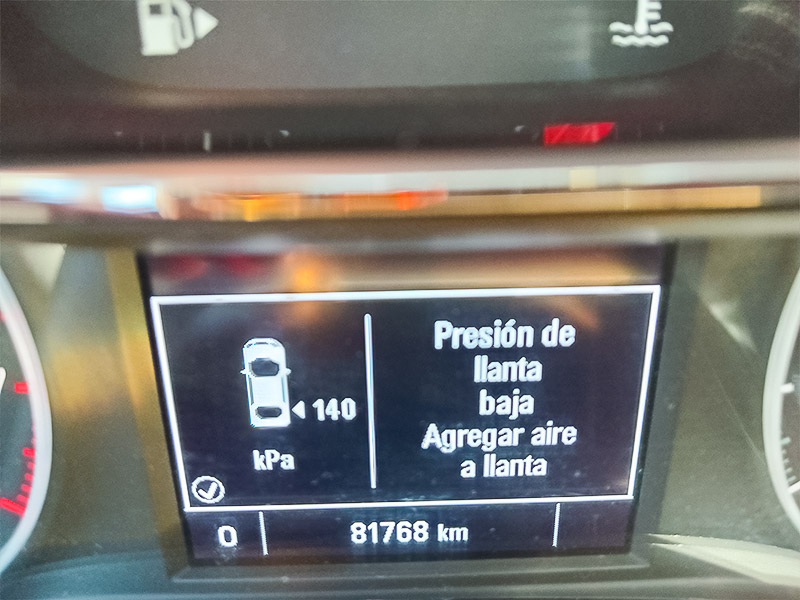 F
Presión de
llanta
baja
Agregar aire
a llanta
140
kPa
0
81768 km